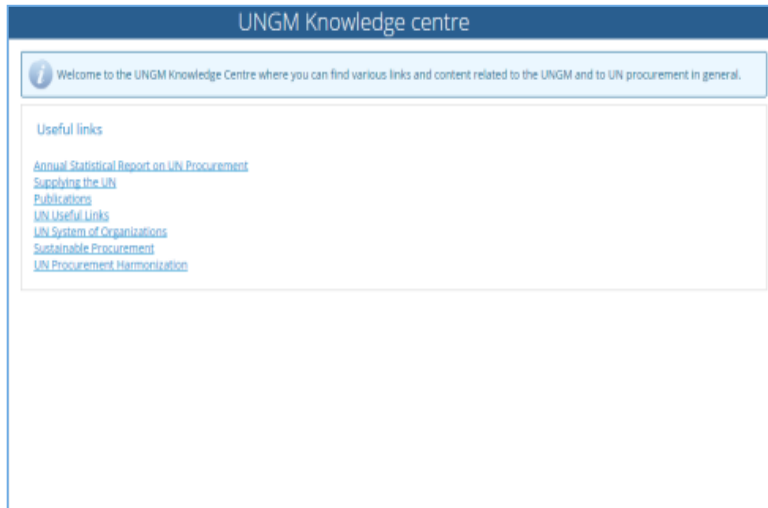 UNGM Knowledge centre
Welcome to the UNGM Knowledge Centre where you can find various links and content related to the UNGM and to UN procurement in general.
Useful links
Annual Statistical Report on UN Procurement
Supplying the UN
Publications
UN Useful Links
UN System of Organizations
Sustainable Procurement
UN Procurement Harmonization